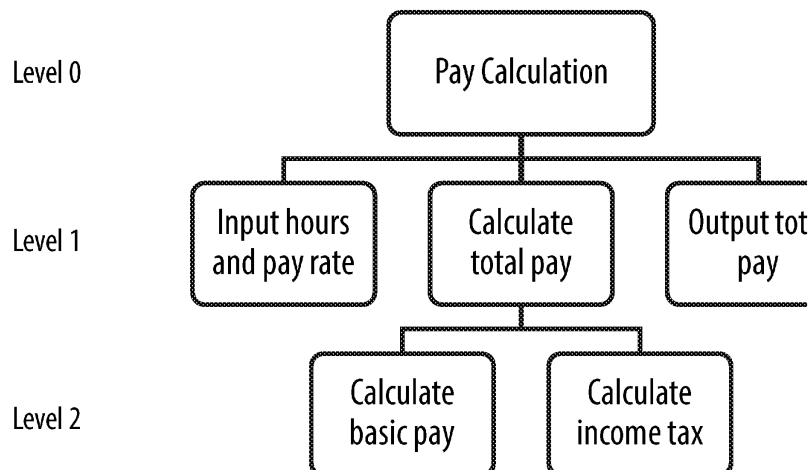 Level 0
Pay Calculation
Level 1
Input hours
and pay rate
Calculate
total pay
Output
pay
Level 2
Calculate
basic pay
Calculate
income tax